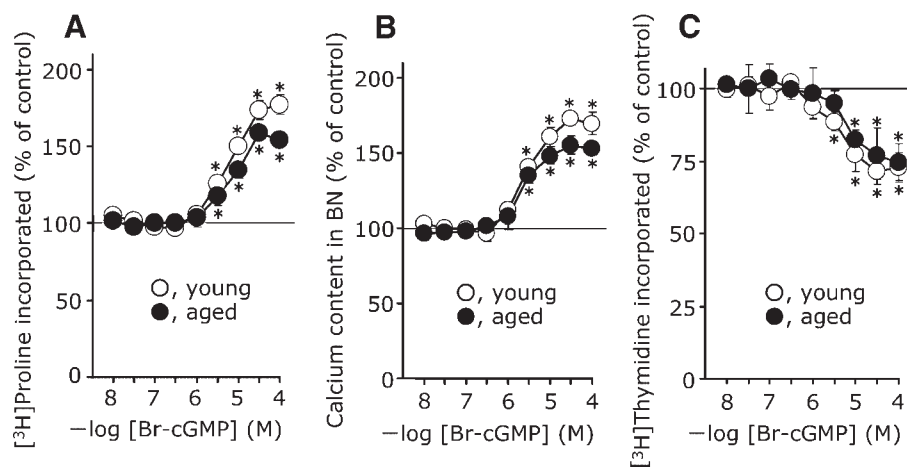 A
[³H]Proline incorporated (% of control)
200
150
100
50
0
* * * * *
* * * *
○, young
●, aged
8 7 6 5 4
−log [Br-cGMP] (M)
B
Calcium content in BN (% of control)
200
150
100
50
0
* * * *
* * * *
○, young
●, aged
8 7 6 5 4
−log [Br-cGMP] (M)
C
[³H]Thymidine incorporated (% of control)
100
75
50
25
0
* * * *
* * * *
○, young
●, aged
8 7 6 5 4
−log [Br-cGMP] (M)